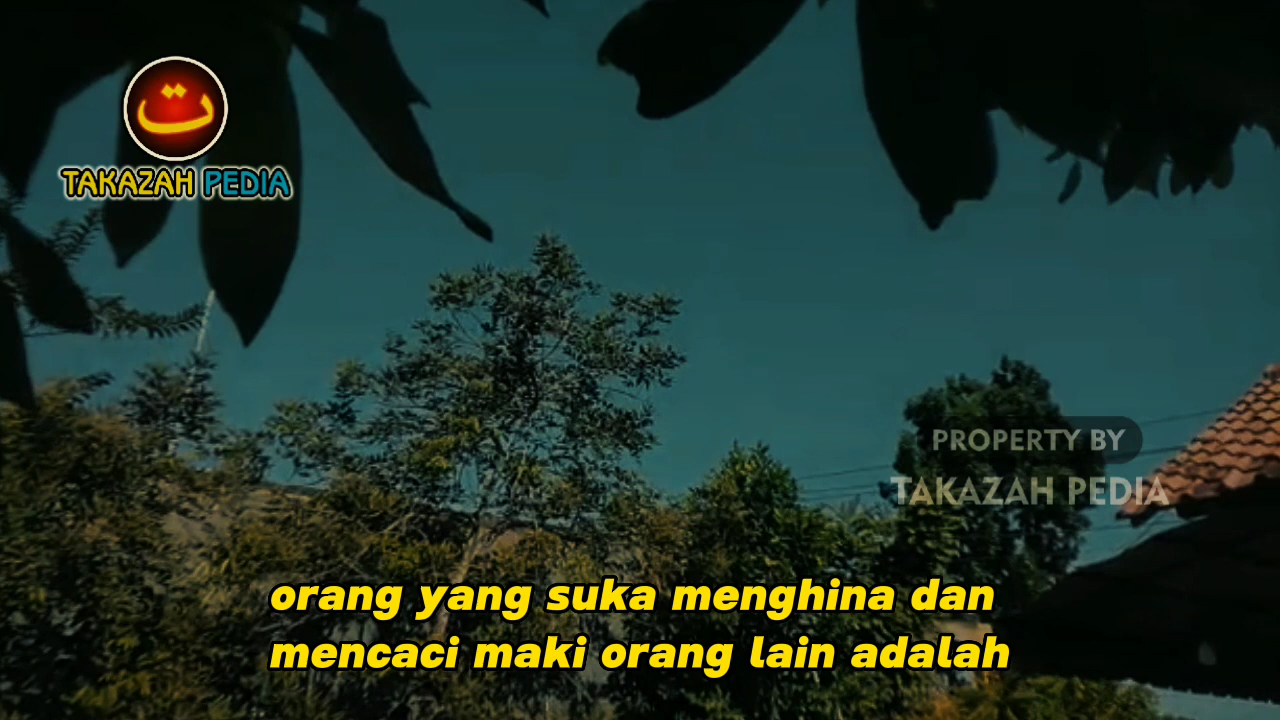 ت
TAKAZAH PEDIA
PROPERTY BY
TAKAZAH PEDIA
orang yang suka menghina dan
mencaci maki orang lain adalah